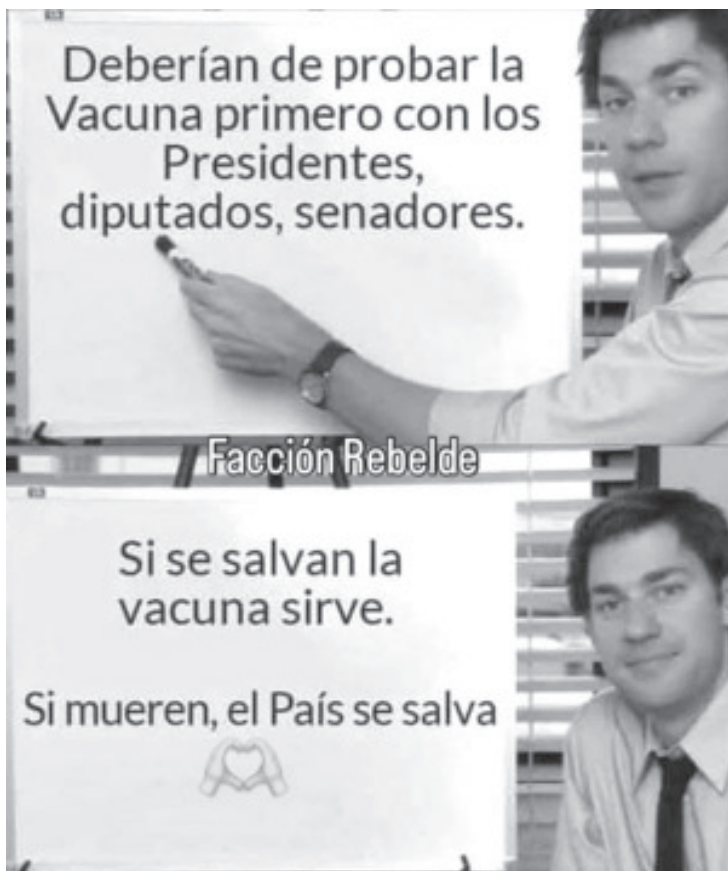 Deberían de probar la
Vacuna primero con los
Presidentes,
diputados, senadores.
Facción Rebelde
Si se salvan la
vacuna sirve.
Si mueren, el País se salva